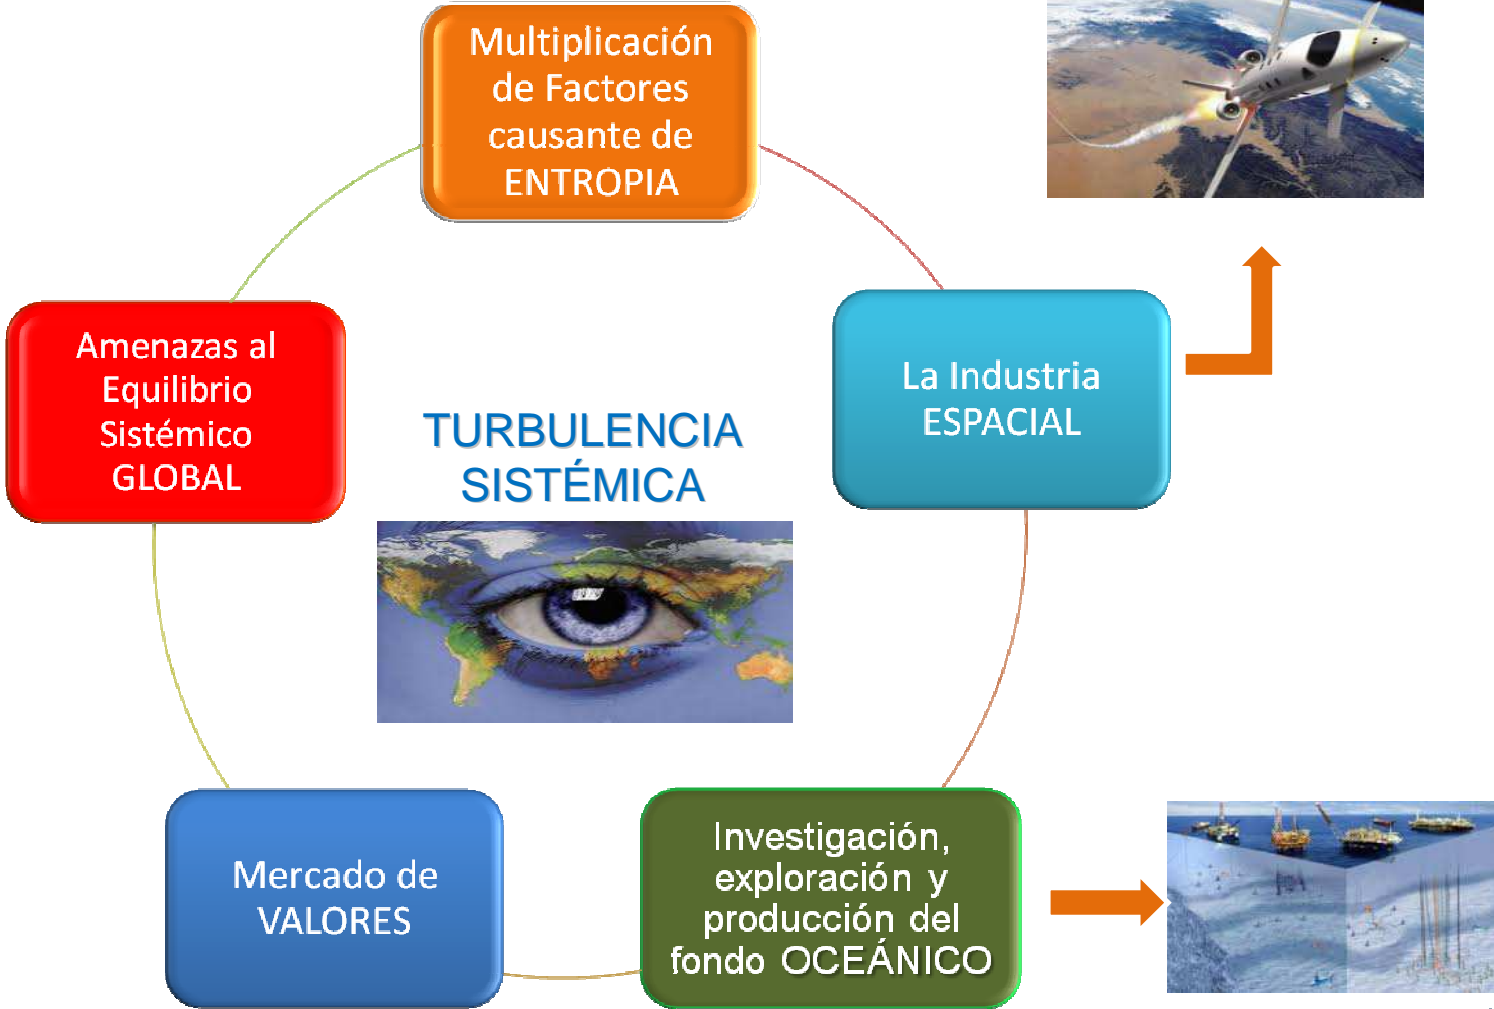 Multiplicación
de Factores
causante de
ENTROPIA
Amenazas al
Equilibrio
Sistémico
GLOBAL
La Industria
ESPACIAL
TURBULENCIA
SISTÉMICA
Mercado de
VALORES
Investigación,
exploración y
producción del
fondo OCEÁNICO